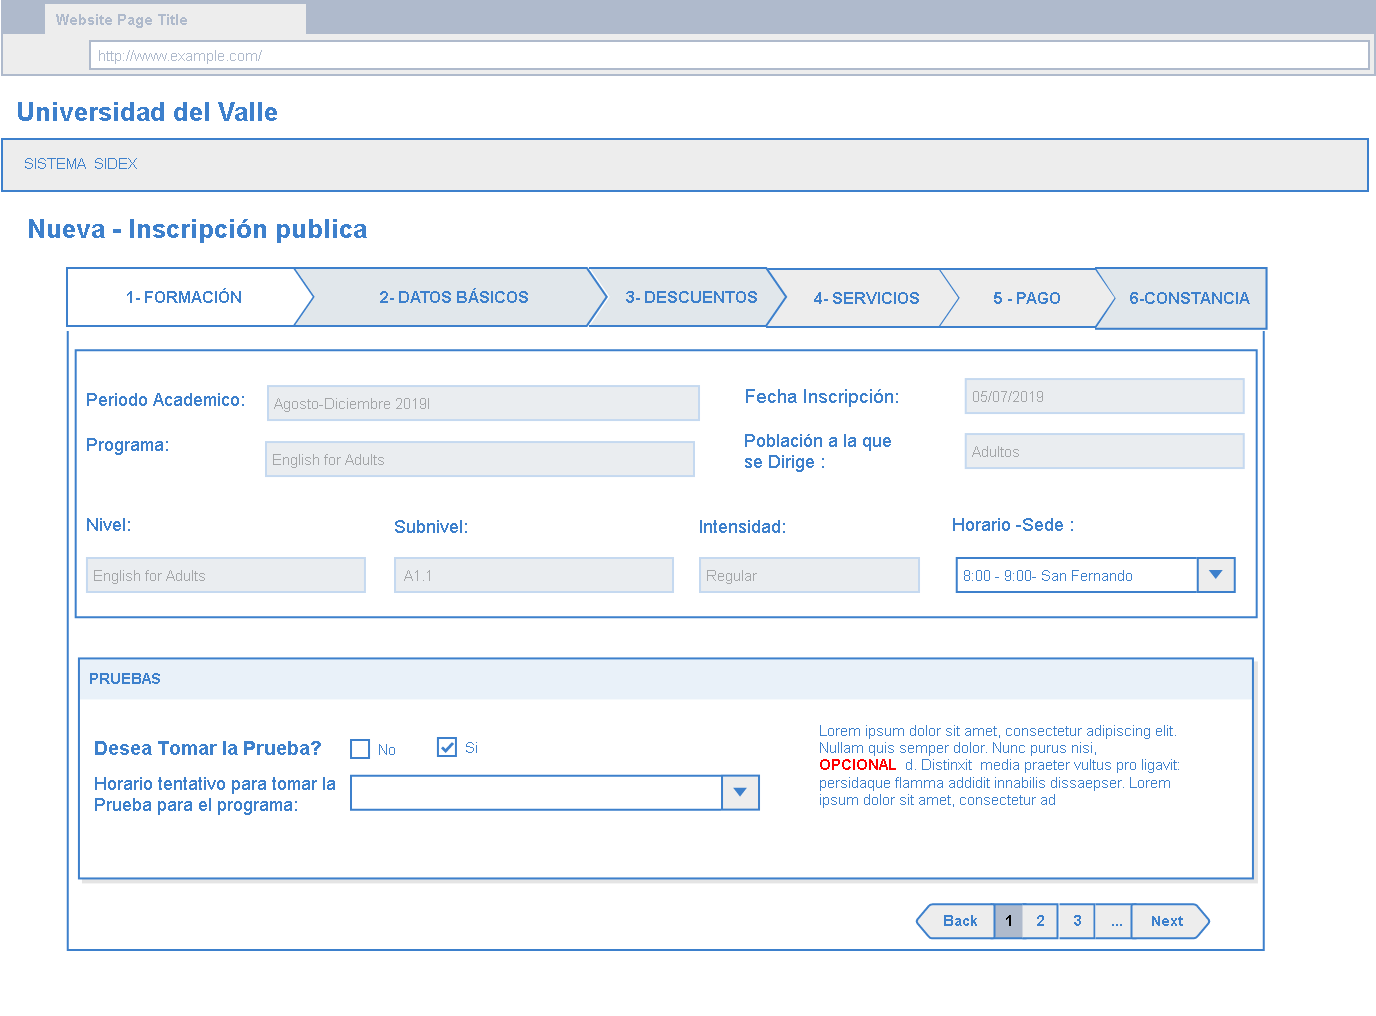 Website Page Title
http://www.example.com/
Universidad del Valle
SISTEMA  SIDEX
Nueva - Inscripción publica
1- FORMACIÓN
2- DATOS BÁSICOS
3- DESCUENTOS
4- SERVICIOS
5 - PAGO
6-CONSTANCIA
Periodo Academico:
Agosto-Diciembre 2019I
Fecha Inscripción:
05/07/2019
Programa:
English for Adults
Población a la que
se Dirige :
Adultos
Nivel:
Subnivel:
Intensidad:
Horario -Sede :
English for Adults
A1.1
Regular
8:00 - 9:00- San Fernando
PRUEBAS
Desea Tomar la Prueba?
No
Si
Horario tentativo para tomar la
Prueba para el programa:
Lorem ipsum dolor sit amet, consectetur adipiscing elit.
Nullam quis semper dolor. Nunc purus nisi,
OPCIONAL  d. Distinxit  media praeter vultus pro ligavit:
persidaque flamma addidit innabilis dissaepser. Lorem
ipsum dolor sit amet, consectetur ad
Back
1
2
3
...
Next